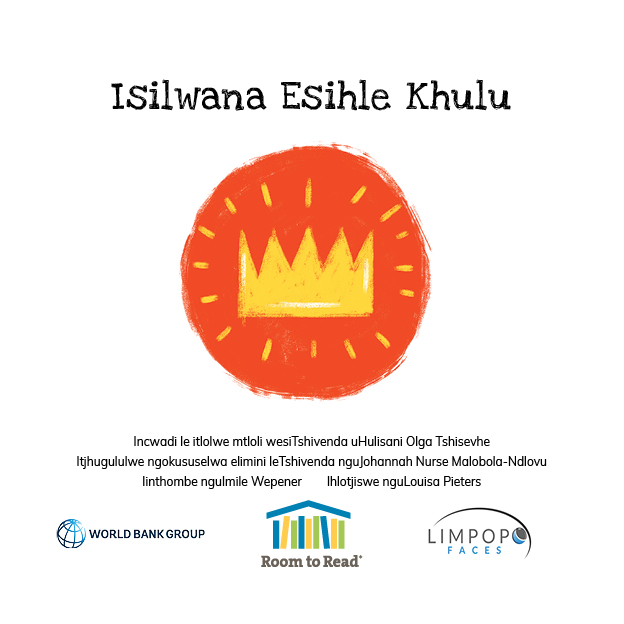 Isilwana Esihle Khulu
Incwadi le itlolwe mtloli wesiTshivenda uHulisani Olga Tshisevhe
Itjhugululwe ngokususelwa elimini leTshivenda nguJohannah Nurse Malobola-Ndlovu
Iinthombe nguImile Wepener Ihlotjiswe nguLouisa Pieters
WORLD BANK GROUP
Room to Read®
LIMPOPO
FACES